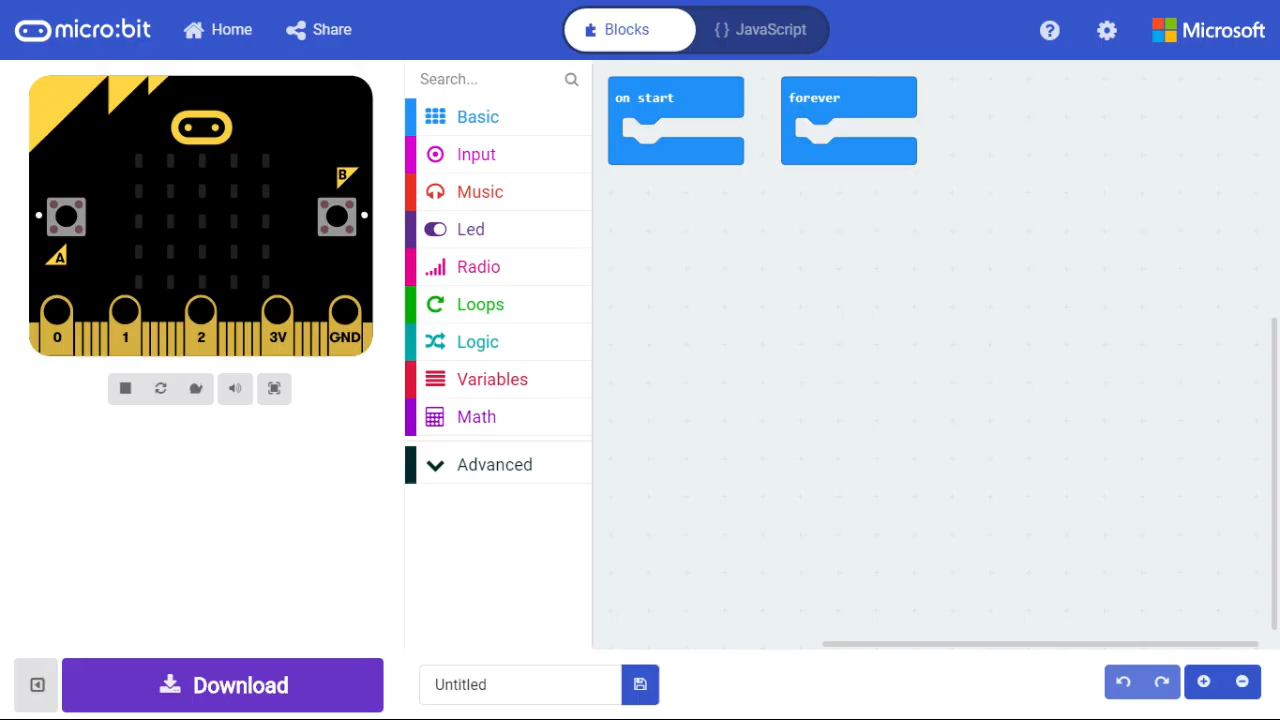 micro:bit
Home
Share
Blocks
{ } JavaScript
Microsoft
B
A
0
1
2
3V
GND
Search...
Basic
Input
Music
Led
Radio
Loops
Logic
Variables
Math
Advanced
on start
forever
Download
Untitled